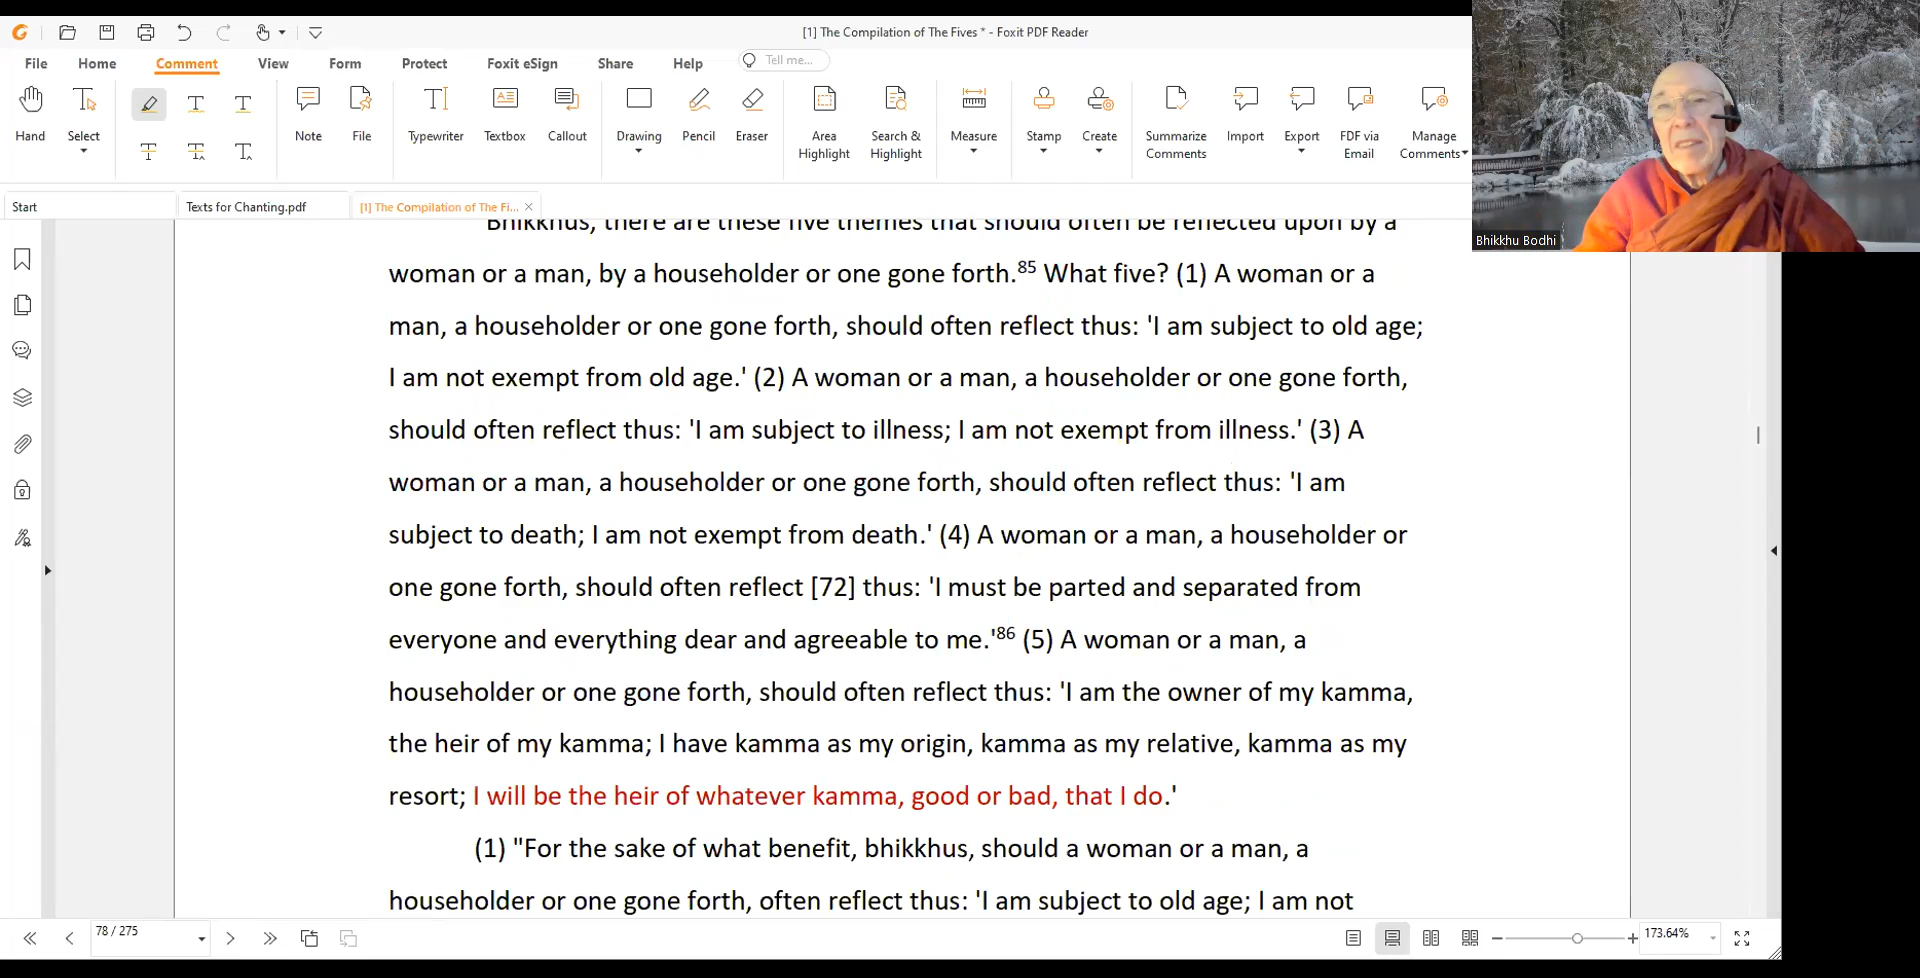 [1] The Compilation of The Fives * - Foxit PDF Reader
File Home Comment View Form Protect Foxit eSign Share Help Tell me...
Hand Select Note File Typewriter Textbox Callout Drawing Pencil Eraser Area Highlight Search & Highlight Measure Stamp Create Summarize Comments Import Export FDF via Email Manage Comments
Start Texts for Chanting.pdf [1] The Compilation of The Fi...
Bhikkhu Bodhi
Bhikkhus, there are these five themes that should often be reflected upon by a
woman or a man, by a householder or one gone forth.85 What five? (1) A woman or a
man, a householder or one gone forth, should often reflect thus: 'I am subject to old age;
I am not exempt from old age.' (2) A woman or a man, a householder or one gone forth,
should often reflect thus: 'I am subject to illness; I am not exempt from illness.' (3) A
woman or a man, a householder or one gone forth, should often reflect thus: 'I am
subject to death; I am not exempt from death.' (4) A woman or a man, a householder or
one gone forth, should often reflect [72] thus: 'I must be parted and separated from
everyone and everything dear and agreeable to me.'86 (5) A woman or a man, a
householder or one gone forth, should often reflect thus: 'I am the owner of my kamma,
the heir of my kamma; I have kamma as my origin, kamma as my relative, kamma as my
resort; I will be the heir of whatever kamma, good or bad, that I do.'
(1) "For the sake of what benefit, bhikkhus, should a woman or a man, a
householder or one gone forth, often reflect thus: 'I am subject to old age; I am not
78 / 275 173.64%